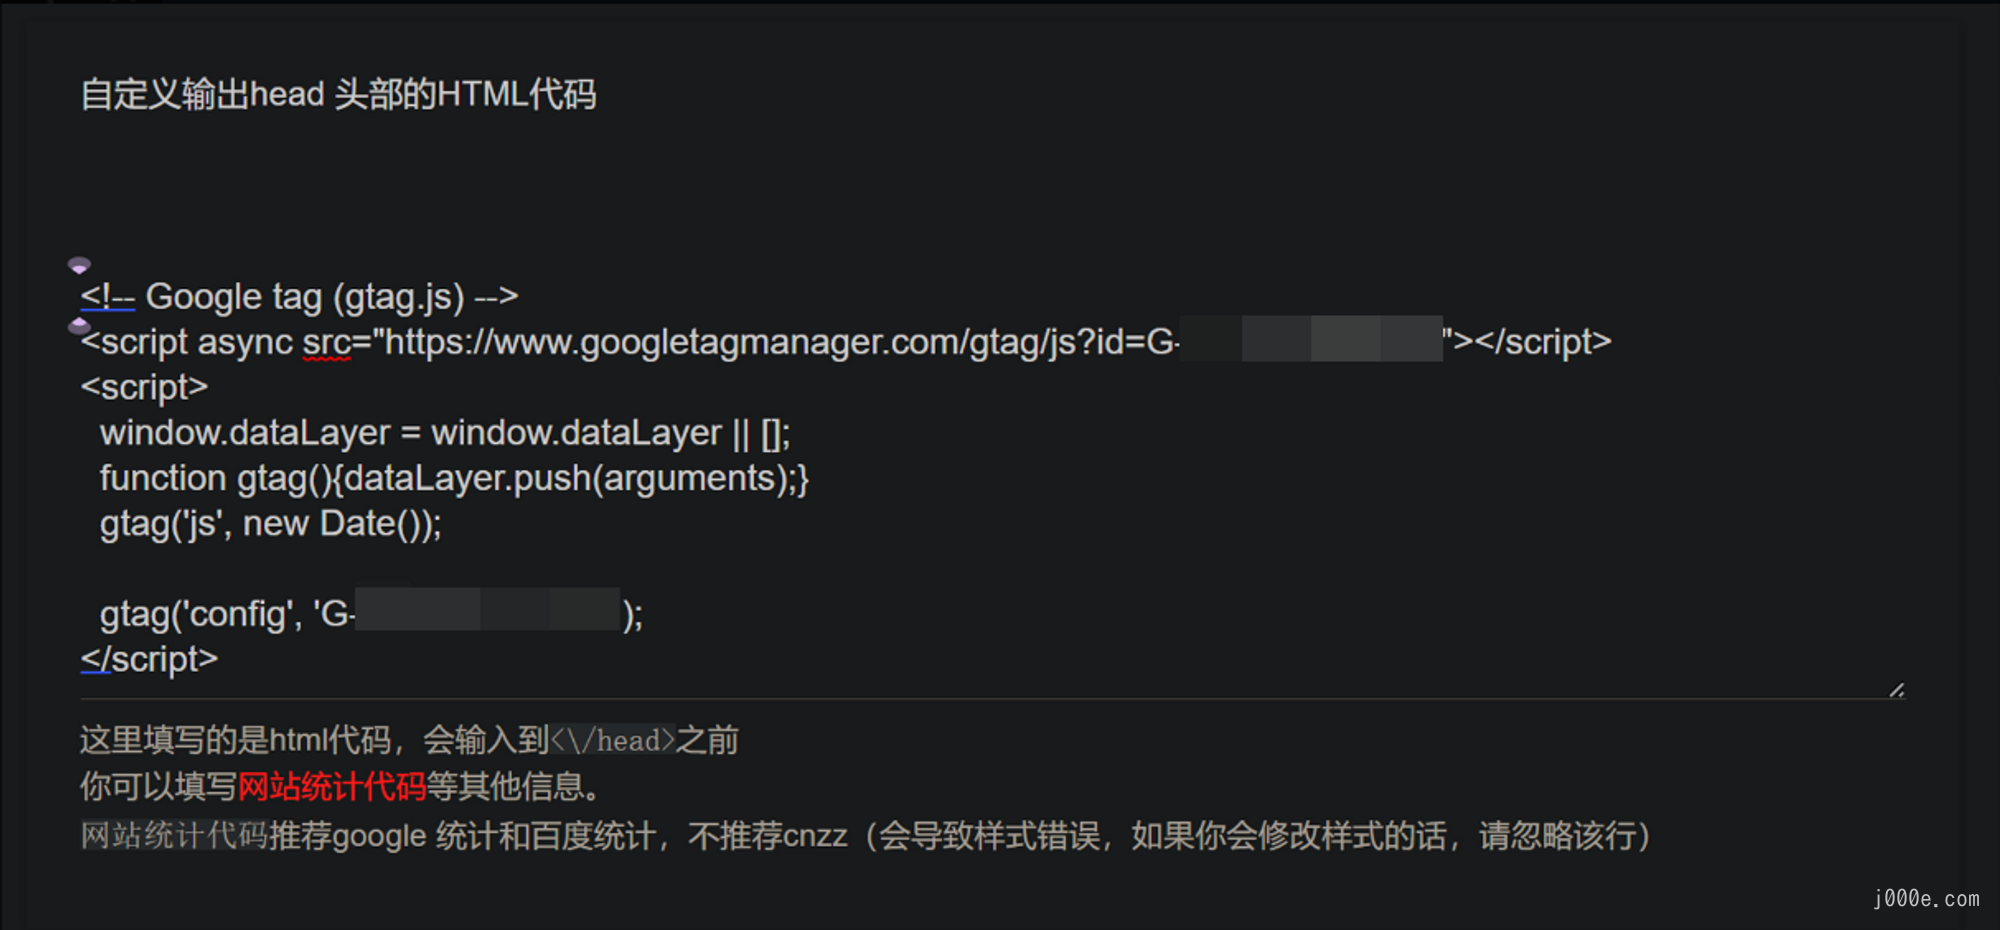 自定义输出head 头部的HTML代码
<!-- Google tag (gtag.js) -->
<script async src="https://www.googletagmanager.com/gtag/js?id=G-"></script>
<script>
window.dataLayer = window.dataLayer || [];
function gtag(){dataLayer.push(arguments);}
gtag('js', new Date());
gtag('config', 'G-);
</script>
这里填写的是html代码，会输入到<\/head>之前
你可以填写网站统计代码等其他信息。
网站统计代码推荐google 统计和百度统计，不推荐cnzz（会导致样式错误，如果你会修改样式的话，请忽略该行）
j000e.com